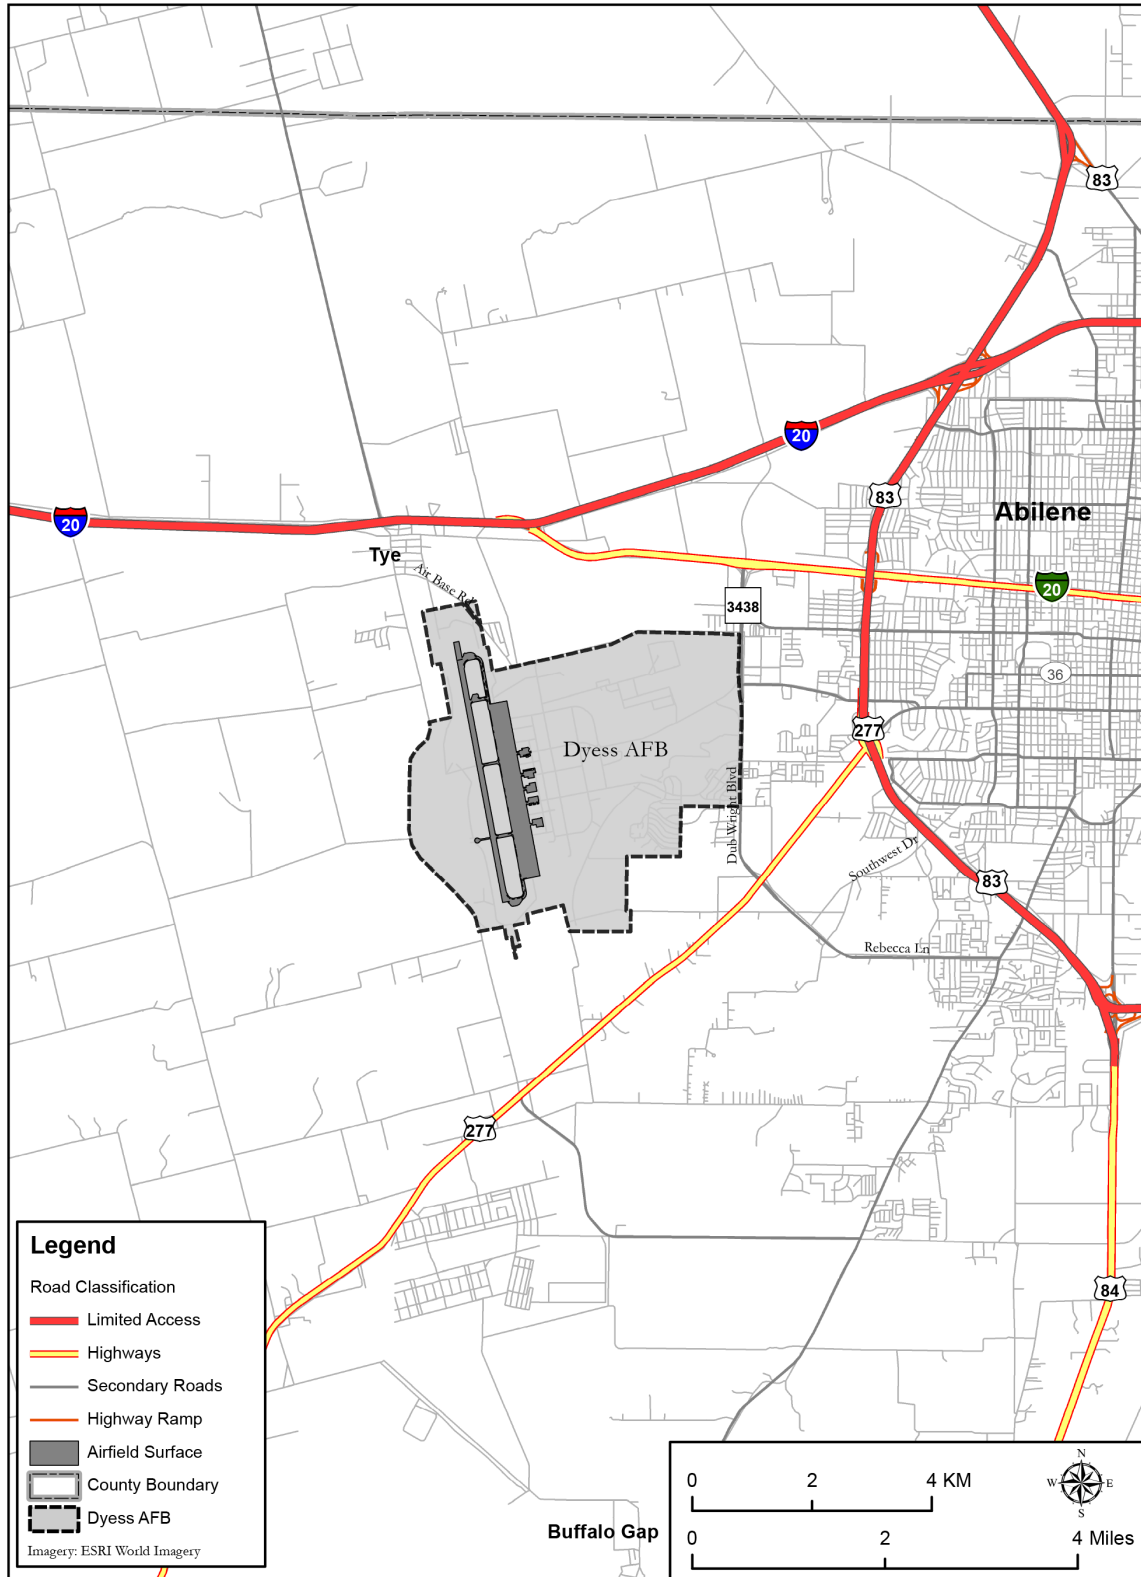 83
20
83
Abilene
20
Tye
Air Base Rd
20
3438
36
277
Dyess AFB
Dub Wright Blvd
Southwest Dr
83
Rebecca Ln
277
84
Legend
Road Classification
Limited Access
Highways
Secondary Roads
Highway Ramp
Airfield Surface
County Boundary
Dyess AFB
Imagery: ESRI World Imagery
Buffalo Gap
N
W E
S
0 2 4 KM
0 2 4 Miles